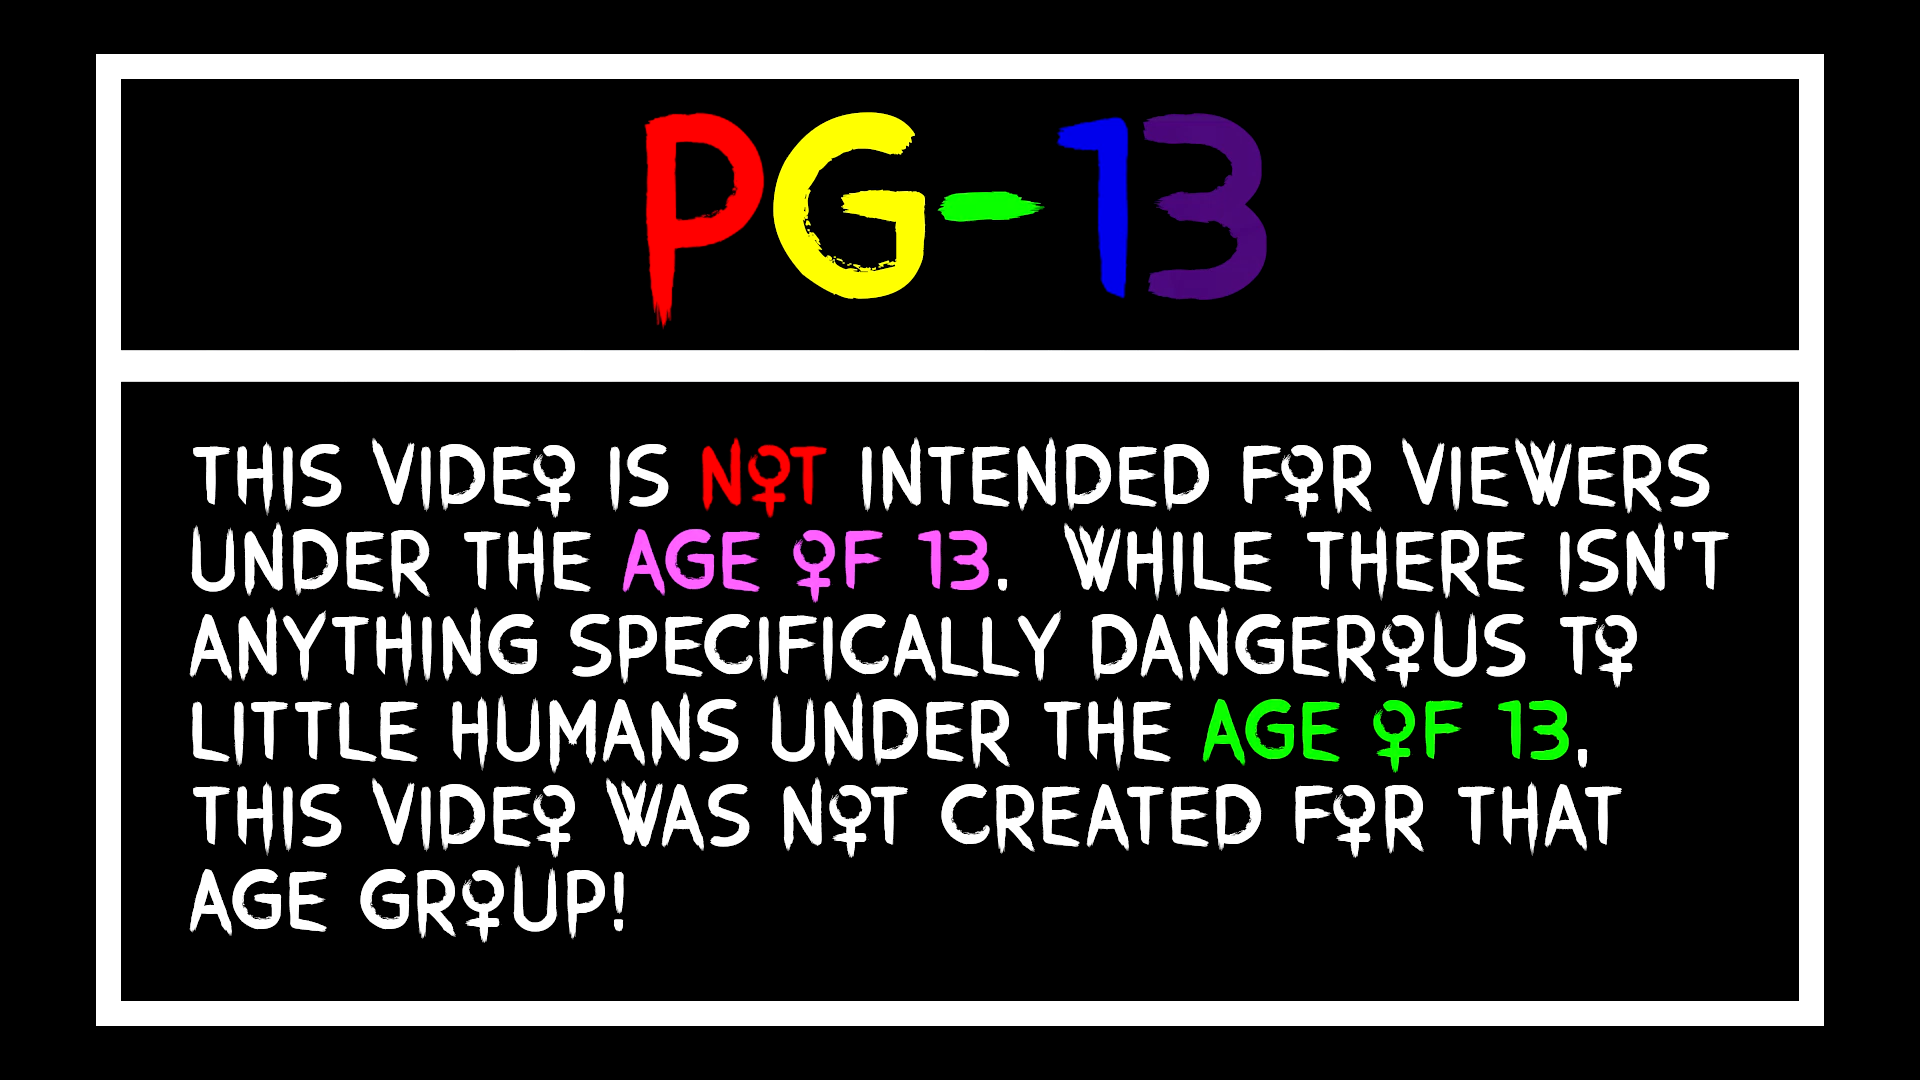 PG-13
THIS VIDEO IS NOT INTENDED FOR VIEWERS
UNDER THE AGE OF 13. WHILE THERE ISN'T
ANYTHING SPECIFICALLY DANGEROUS TO
LITTLE HUMANS UNDER THE AGE OF 13,
THIS VIDEO WAS NOT CREATED FOR THAT
AGE GROUP!